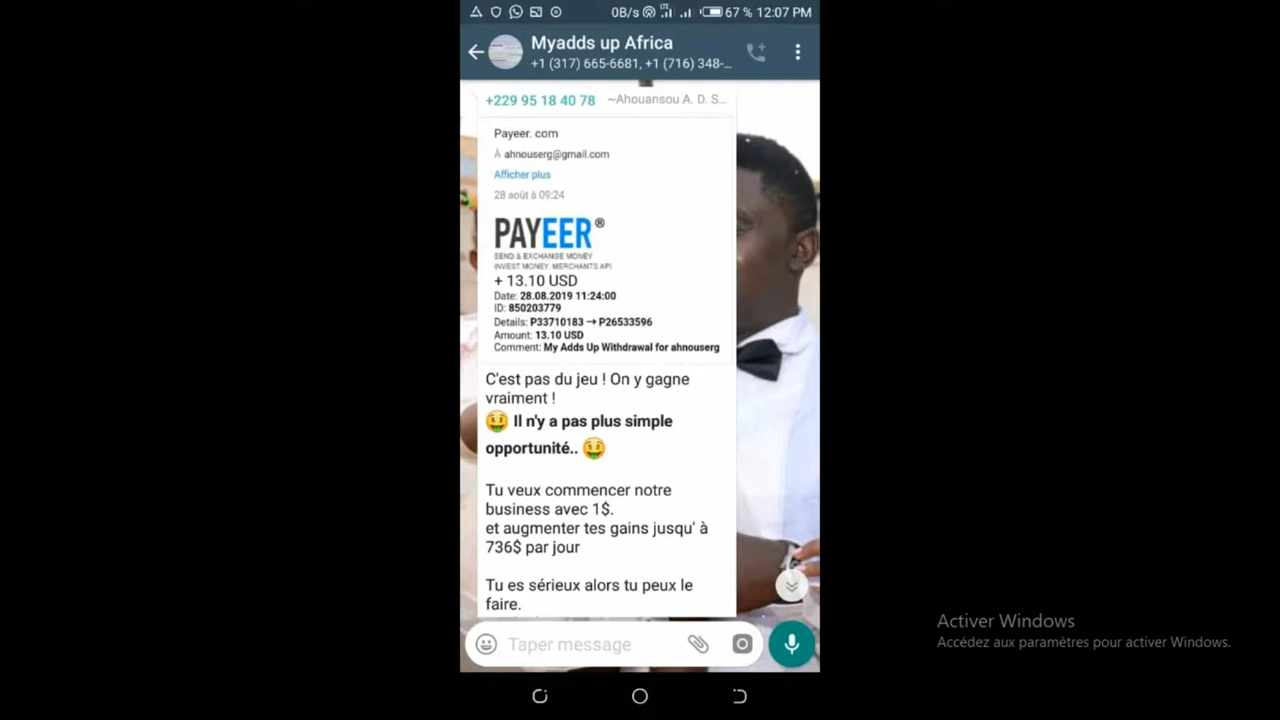 0B/s LTE 67 % 12:07 PM
Myadds up Africa
+1 (317) 665-6681, +1 (716) 348-...
+229 95 18 40 78 ~Ahouansou A. D. S...
Payeer. com
À ahnouserg@gmail.com
Afficher plus
28 août à 09:24
PAYEER®
SEND & EXCHANGE MONEY
INVEST MONEY, MERCHANTS API
+ 13.10 USD
Date: 28.08.2019 11:24:00
ID: 850203779
Details: P33710183 → P26533596
Amount: 13.10 USD
Comment: My Adds Up Withdrawal for ahnouserg
C'est pas du jeu ! On y gagne
vraiment !
🤑 Il n'y a pas plus simple
opportunité.. 🤑
Tu veux commencer notre
business avec 1$.
et augmenter tes gains jusqu' à
736$ par jour
Tu es sérieux alors tu peux le
faire.
Taper message
Activer Windows
Accédez aux paramètres pour activer Windows.